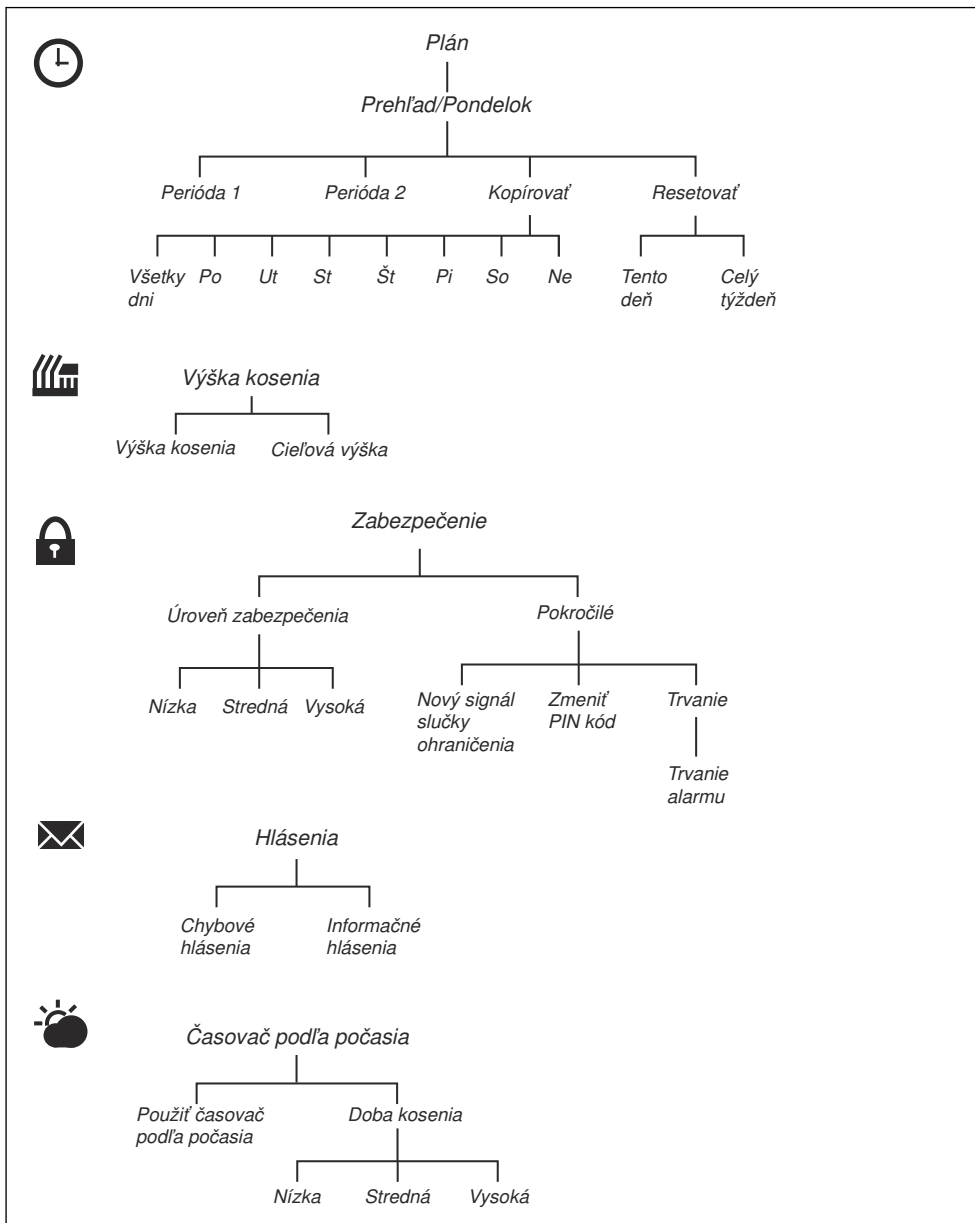 Plán
Prehľad/Pondelok
Perióda 1 Perióda 2 Kopírovať Resetovať
Všetky dni Po Ut St Št Pi So Ne Tento deň Celý týždeň
Výška kosenia
Výška kosenia Cieľová výška
Zabezpečenie
Úroveň zabezpečenia Pokročilé
Nízka Stredná Vysoká Nový signál slučky ohraničenia Zmeniť PIN kód Trvanie
Trvanie alarmu
Hlásenia
Chybové hlásenia Informačné hlásenia
Časovač podľa počasia
Použiť časovač podľa počasia Doba kosenia
Nízka Stredná Vysoká